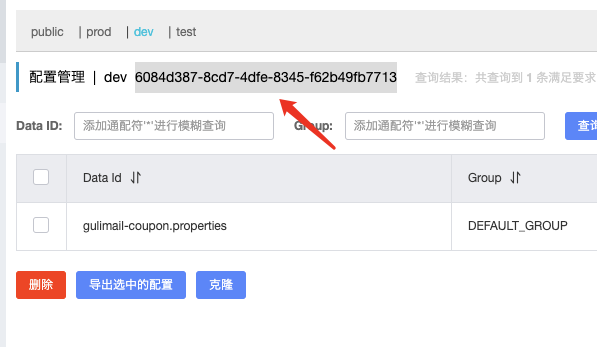 public | prod | dev | test
配置管理 | dev 6084d387-8cd7-4dfe-8345-f62b49fb7713 查询结果：共查询到 1 条满足要求
Data ID: 添加通配符'*'进行模糊查询 Group: 添加通配符'*'进行模糊查询 查询
Data Id Group
gulimail-coupon.properties DEFAULT_GROUP
删除 导出选中的配置 克隆